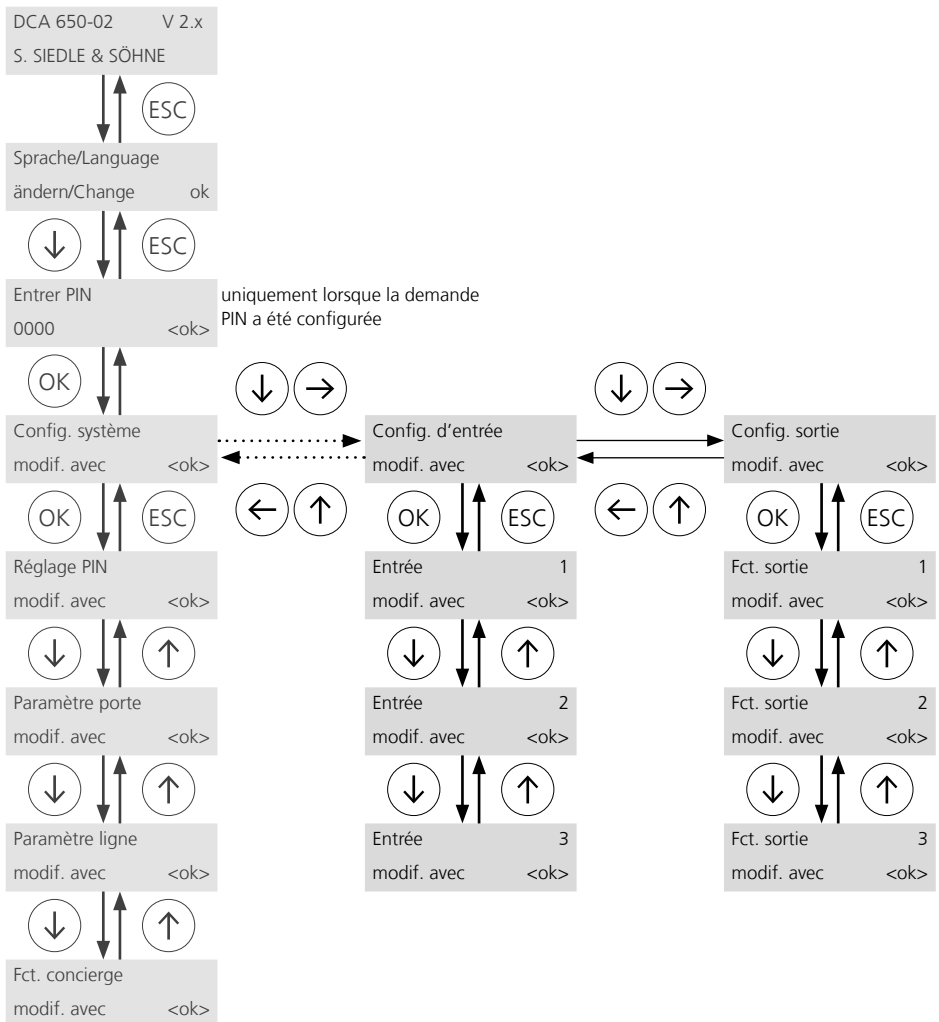 DCA 650-02 V 2.x
S. SIEDLE & SÖHNE
ESC
Sprache/Language
ändern/Change ok
ESC
Entrer PIN
0000 <ok>
uniquement lorsque la demande
PIN a été configurée
OK
Config. système
modif. avec <ok>
Config. d'entrée
modif. avec <ok>
Config. sortie
modif. avec <ok>
OK ESC
OK ESC
OK ESC
Réglage PIN
modif. avec <ok>
Entrée 1
modif. avec <ok>
Fct. sortie 1
modif. avec <ok>
Paramètre porte
modif. avec <ok>
Entrée 2
modif. avec <ok>
Fct. sortie 2
modif. avec <ok>
Paramètre ligne
modif. avec <ok>
Entrée 3
modif. avec <ok>
Fct. sortie 3
modif. avec <ok>
Fct. concierge
modif. avec <ok>